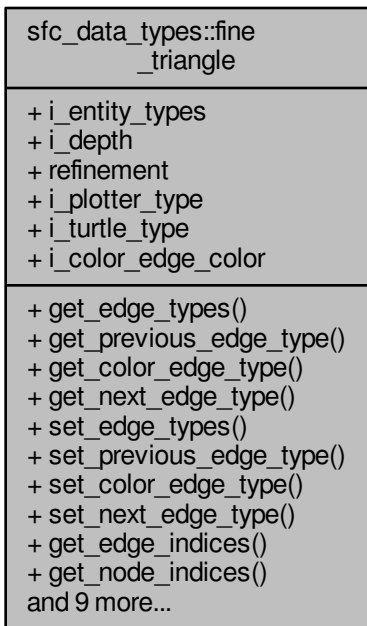 sfc_data_types::fine
_triangle
+ i_entity_types
+ i_depth
+ refinement
+ i_plotter_type
+ i_turtle_type
+ i_color_edge_color
+ get_edge_types()
+ get_previous_edge_type()
+ get_color_edge_type()
+ get_next_edge_type()
+ set_edge_types()
+ set_previous_edge_type()
+ set_color_edge_type()
+ set_next_edge_type()
+ get_edge_indices()
+ get_node_indices()
and 9 more...